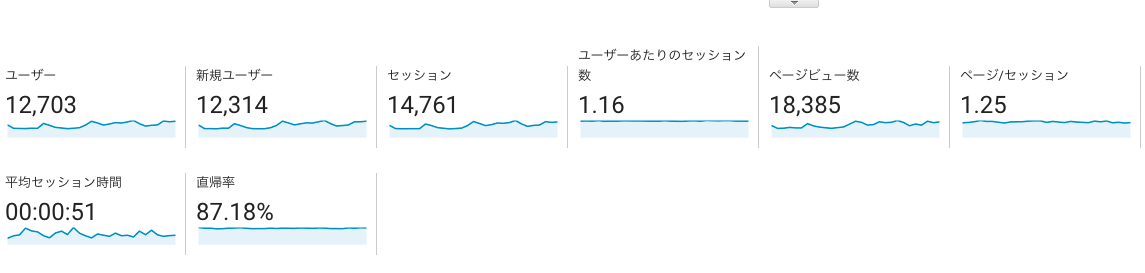 ユーザー
12,703
新規ユーザー
12,314
セッション
14,761
ユーザーあたりのセッション
数
1.16
ページビュー数
18,385
ページ/セッション
1.25
平均セッション時間
00:00:51
直帰率
87.18%